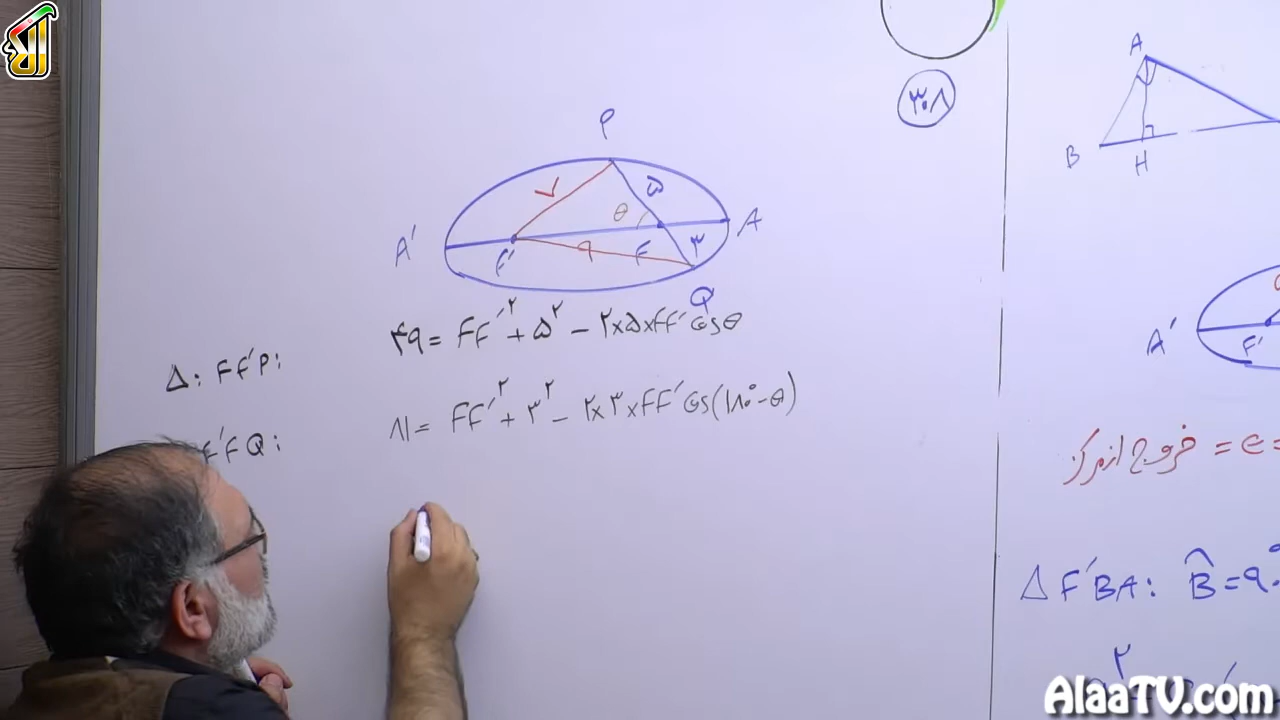 آلا
۳۰۸
A
B
H
P
۷
۵
θ
A'
F'
F
A
۹
۳
Q
Δ: FF'P: ۴۹ = FF'² + ۵² - ۲×۵×FF' cosθ
F'FQ: ۸۱ = FF'² + ۳² - ۲×۳×FF' cos(۱۸۰° - θ)
A'
F'
خروج از مرکز = e =
Δ F'BA: B̂ = ۹۰°
AlaaTV.com